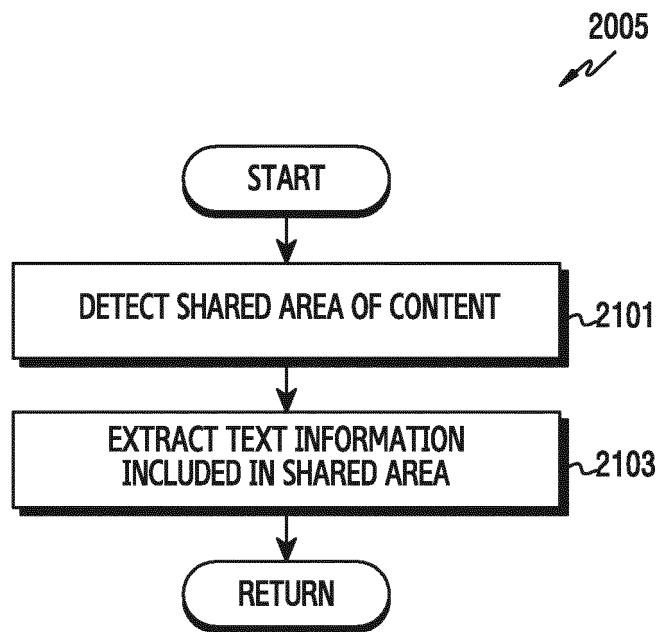 2005
START
DETECT SHARED AREA OF CONTENT
2101
EXTRACT TEXT INFORMATION
INCLUDED IN SHARED AREA
2103
RETURN